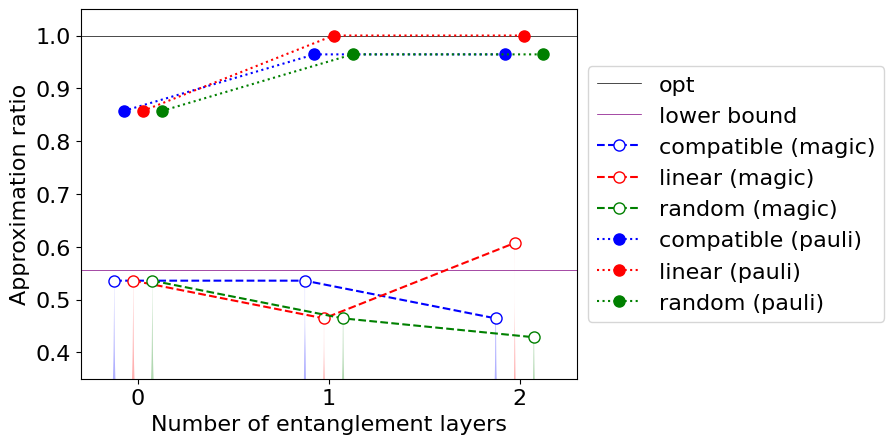 1.0
0.9
0.8
0.7
0.6
0.5
0.4
Approximation ratio
0 1 2
Number of entanglement layers
opt
lower bound
compatible (magic)
linear (magic)
random (magic)
compatible (pauli)
linear (pauli)
random (pauli)